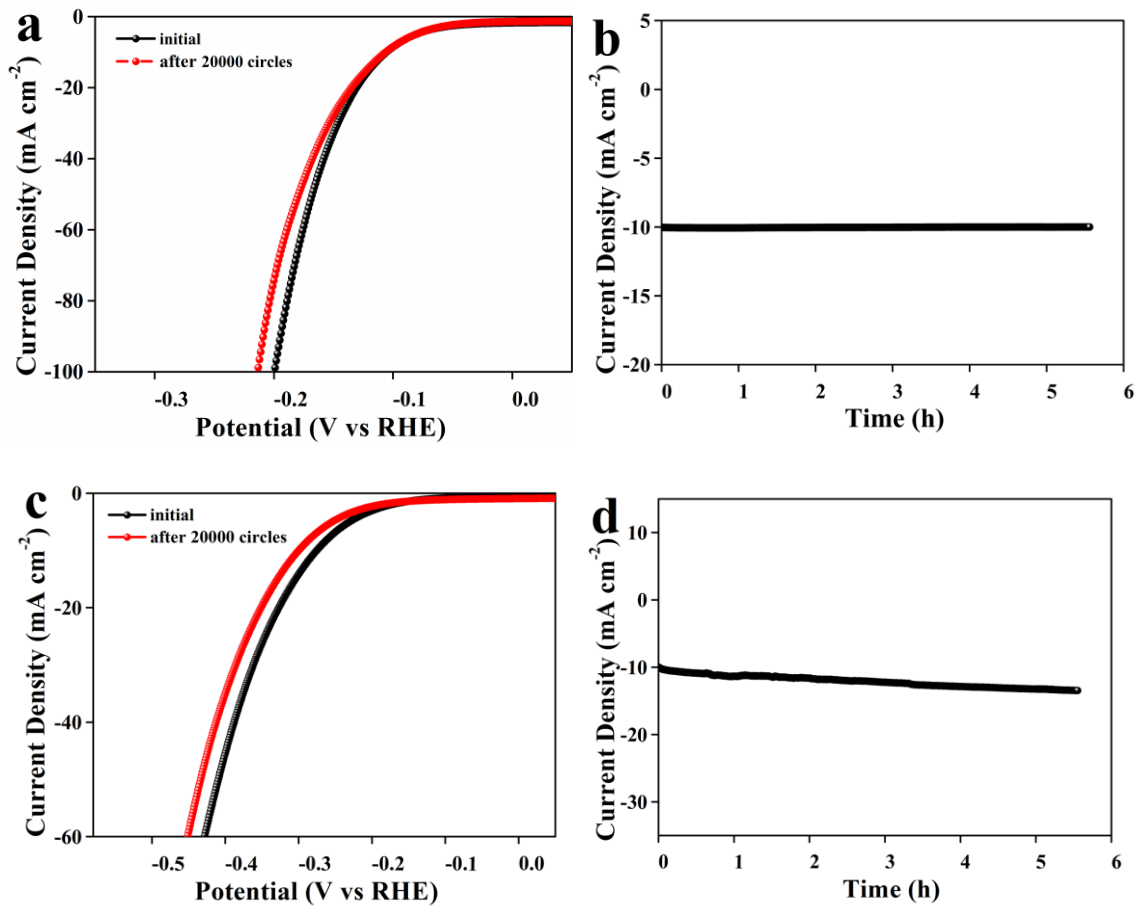 a
initial
after 20000 circles
Current Density (mA cm-2)
0
-20
-40
-60
-80
-100
-0.3
-0.2
-0.1
0.0
Potential (V vs RHE)
b
Current Density (mA cm-2)
5
0
-5
-10
-15
-20
0
1
2
3
4
5
6
Time (h)
c
initial
after 20000 circles
Current Density (mA cm-2)
0
-20
-40
-60
-0.5
-0.4
-0.3
-0.2
-0.1
0.0
Potential (V vs RHE)
d
Current Density (mA cm-2)
10
0
-10
-20
-30
0
1
2
3
4
5
6
Time (h)